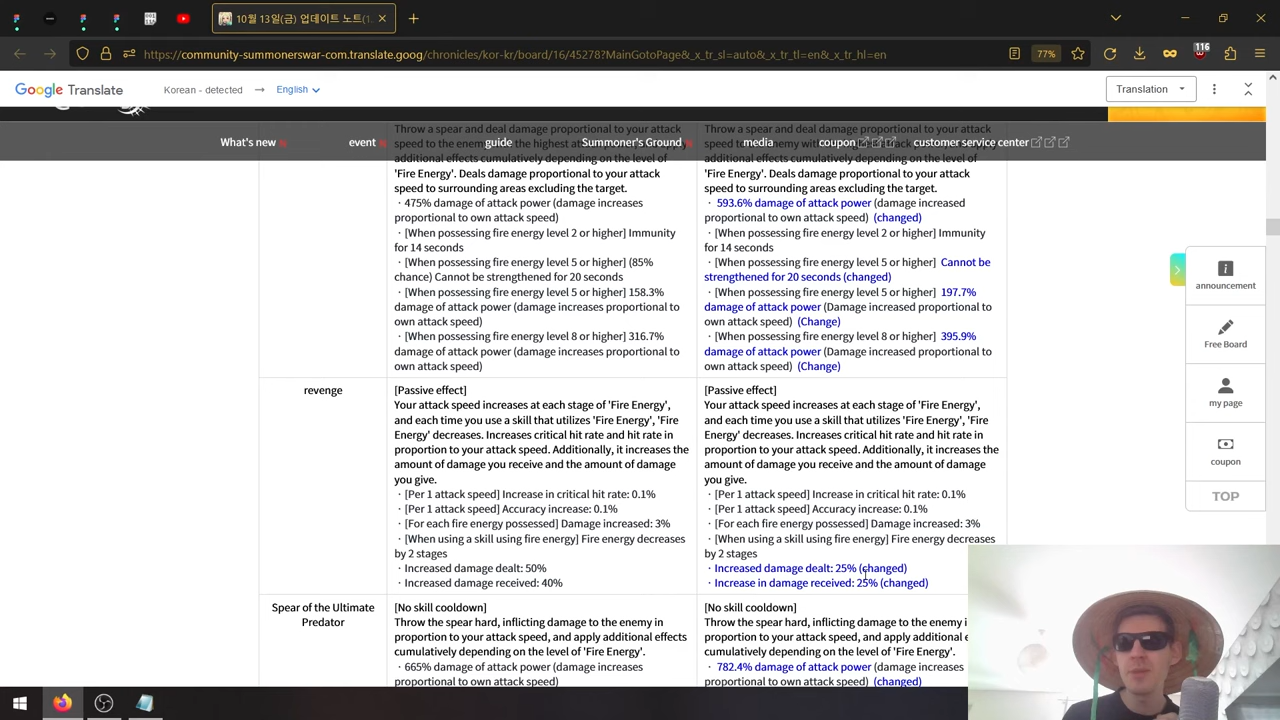 10월 13일(금) 업데이트 노트(1.
https://community-summonerswar-com.translate.goog/chronicles/kor-kr/board/16/45278?MainGotoPage&_x_tr_sl=auto&_x_tr_tl=en&_x_tr_hl=en
77%
116
Google Translate
Korean - detected
English
Translation
What's new
event
guide
Summoner's Ground
media
coupon
customer service center
Throw a spear and deal damage proportional to your attack
speed to the enemy with the highest attack
additional effects cumulatively depending on the level of
'Fire Energy'. Deals damage proportional to your attack
speed to surrounding areas excluding the target.
· 475% damage of attack power (damage increases
proportional to own attack speed)
· [When possessing fire energy level 2 or higher] Immunity
for 14 seconds
· [When possessing fire energy level 5 or higher] (85%
chance) Cannot be strengthened for 20 seconds
· [When possessing fire energy level 5 or higher] 158.3%
damage of attack power (damage increases proportional to
own attack speed)
· [When possessing fire energy level 8 or higher] 316.7%
damage of attack power (damage increases proportional to
own attack speed)
Throw a spear and deal damage proportional to your attack
speed to the enemy with
additional effects cumulatively depending on the level of
'Fire Energy'. Deals damage proportional to your attack
speed to surrounding areas excluding the target.
· 593.6% damage of attack power (damage increased
proportional to own attack speed) (changed)
· [When possessing fire energy level 2 or higher] Immunity
for 14 seconds
· [When possessing fire energy level 5 or higher] Cannot be
strengthened for 20 seconds (changed)
· [When possessing fire energy level 5 or higher] 197.7%
damage of attack power (Damage increased proportional to
own attack speed) (Change)
· [When possessing fire energy level 8 or higher] 395.9%
damage of attack power (Damage increased proportional to
own attack speed) (Change)
revenge
[Passive effect]
Your attack speed increases at each stage of 'Fire Energy',
and each time you use a skill that utilizes 'Fire Energy', 'Fire
Energy' decreases. Increases critical hit rate and hit rate in
proportion to your attack speed. Additionally, it increases the
amount of damage you receive and the amount of damage
you give.
· [Per 1 attack speed] Increase in critical hit rate: 0.1%
· [Per 1 attack speed] Accuracy increase: 0.1%
· [For each fire energy possessed] Damage increased: 3%
· [When using a skill using fire energy] Fire energy decreases
by 2 stages
· Increased damage dealt: 50%
· Increased damage received: 40%
[Passive effect]
Your attack speed increases at each stage of 'Fire Energy',
and each time you use a skill that utilizes 'Fire Energy', 'Fire
Energy' decreases. Increases critical hit rate and hit rate in
proportion to your attack speed. Additionally, it increases the
amount of damage you receive and the amount of damage
you give.
· [Per 1 attack speed] Increase in critical hit rate: 0.1%
· [Per 1 attack speed] Accuracy increase: 0.1%
· [For each fire energy possessed] Damage increased: 3%
· [When using a skill using fire energy] Fire energy decreases
by 2 stages
· Increased damage dealt: 25% (changed)
· Increase in damage received: 25% (changed)
Spear of the Ultimate
Predator
[No skill cooldown]
Throw the spear hard, inflicting damage to the enemy in
proportion to your attack speed, and apply additional effects
cumulatively depending on the level of 'Fire Energy'.
· 665% damage of attack power (damage increases
proportional to own attack speed)
[No skill cooldown]
Throw the spear hard, inflicting damage to the enemy i
proportion to your attack speed, and apply additional e
cumulatively depending on the level of 'Fire Energy'.
· 782.4% damage of attack power (damage increases
proportional to own attack speed) (changed)
announcement
Free Board
my page
coupon
TOP